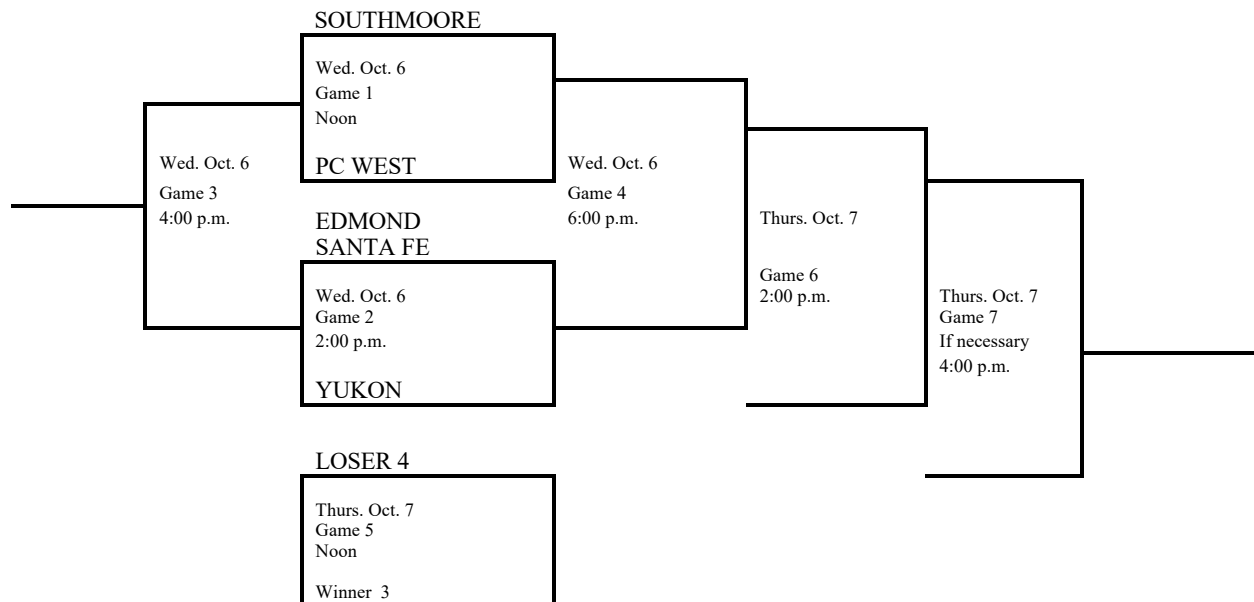 SOUTHMOORE
Wed. Oct. 6
Game 1
Noon
PC WEST
Wed. Oct. 6
Game 3
4:00 p.m.
Wed. Oct. 6
Game 4
6:00 p.m.
EDMOND
SANTA FE
Wed. Oct. 6
Game 2
2:00 p.m.
YUKON
Thurs. Oct. 7
Game 6
2:00 p.m.
Thurs. Oct. 7
Game 7
If necessary
4:00 p.m.
LOSER 4
Thurs. Oct. 7
Game 5
Noon
Winner 3